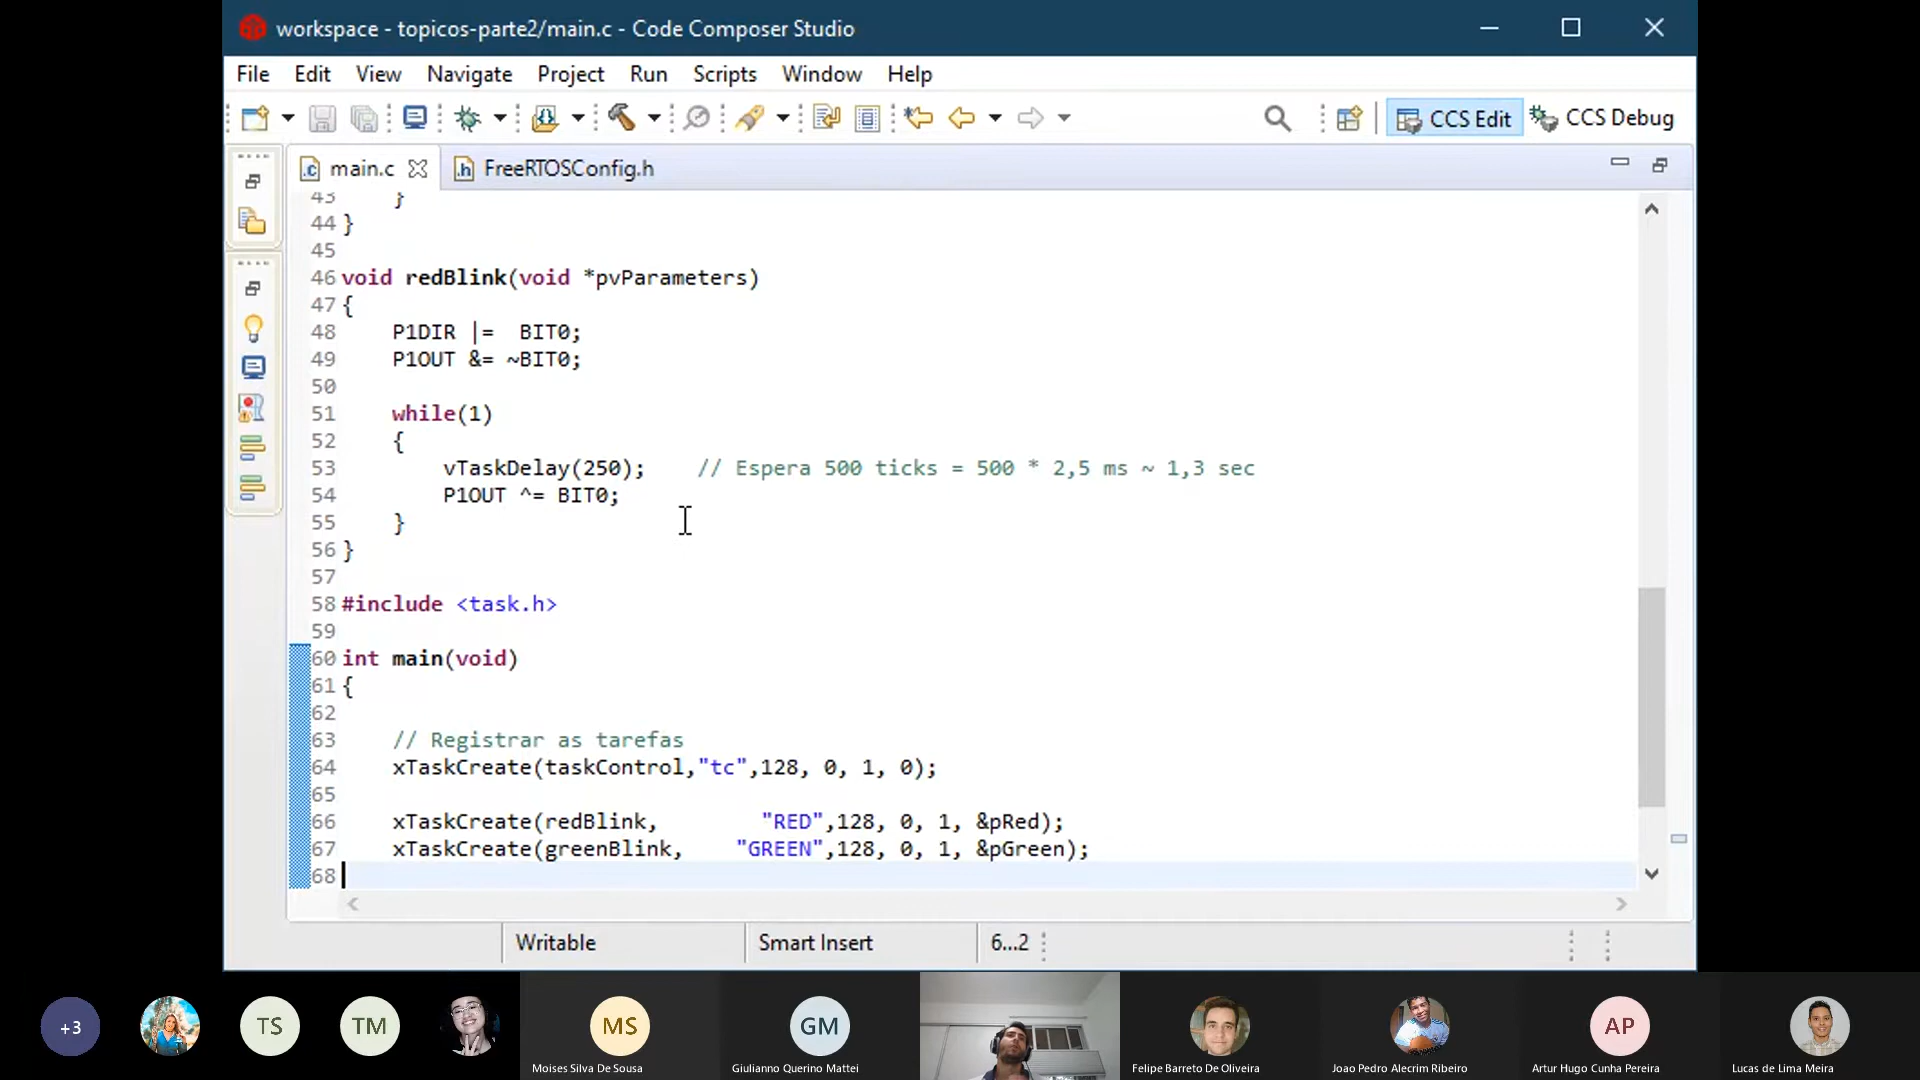 workspace - topicos-parte2/main.c - Code Composer Studio
File Edit View Navigate Project Run Scripts Window Help
CCS Edit CCS Debug
main.c FreeRTOSConfig.h
43 }
44 }
45
46 void redBlink(void *pvParameters)
47 {
48 P1DIR |=  BIT0;
49 P1OUT &= ~BIT0;
50
51 while(1)
52 {
53 vTaskDelay(250); // Espera 500 ticks = 500 * 2,5 ms ~ 1,3 sec
54 P1OUT ^= BIT0;
55 }
56 }
57
58 #include <task.h>
59
60 int main(void)
61 {
62
63 // Registrar as tarefas
64 xTaskCreate(taskControl,"tc",128, 0, 1, 0);
65
66 xTaskCreate(redBlink, "RED",128, 0, 1, &pRed);
67 xTaskCreate(greenBlink, "GREEN",128, 0, 1, &pGreen);
68
Writable Smart Insert 6...2
+3 TS TM MS GM AP
Moises Silva De Sousa Giulianno Querino Mattei Felipe Barreto De Oliveira Joao Pedro Alecrim Ribeiro Artur Hugo Cunha Pereira Lucas de Lima Meira